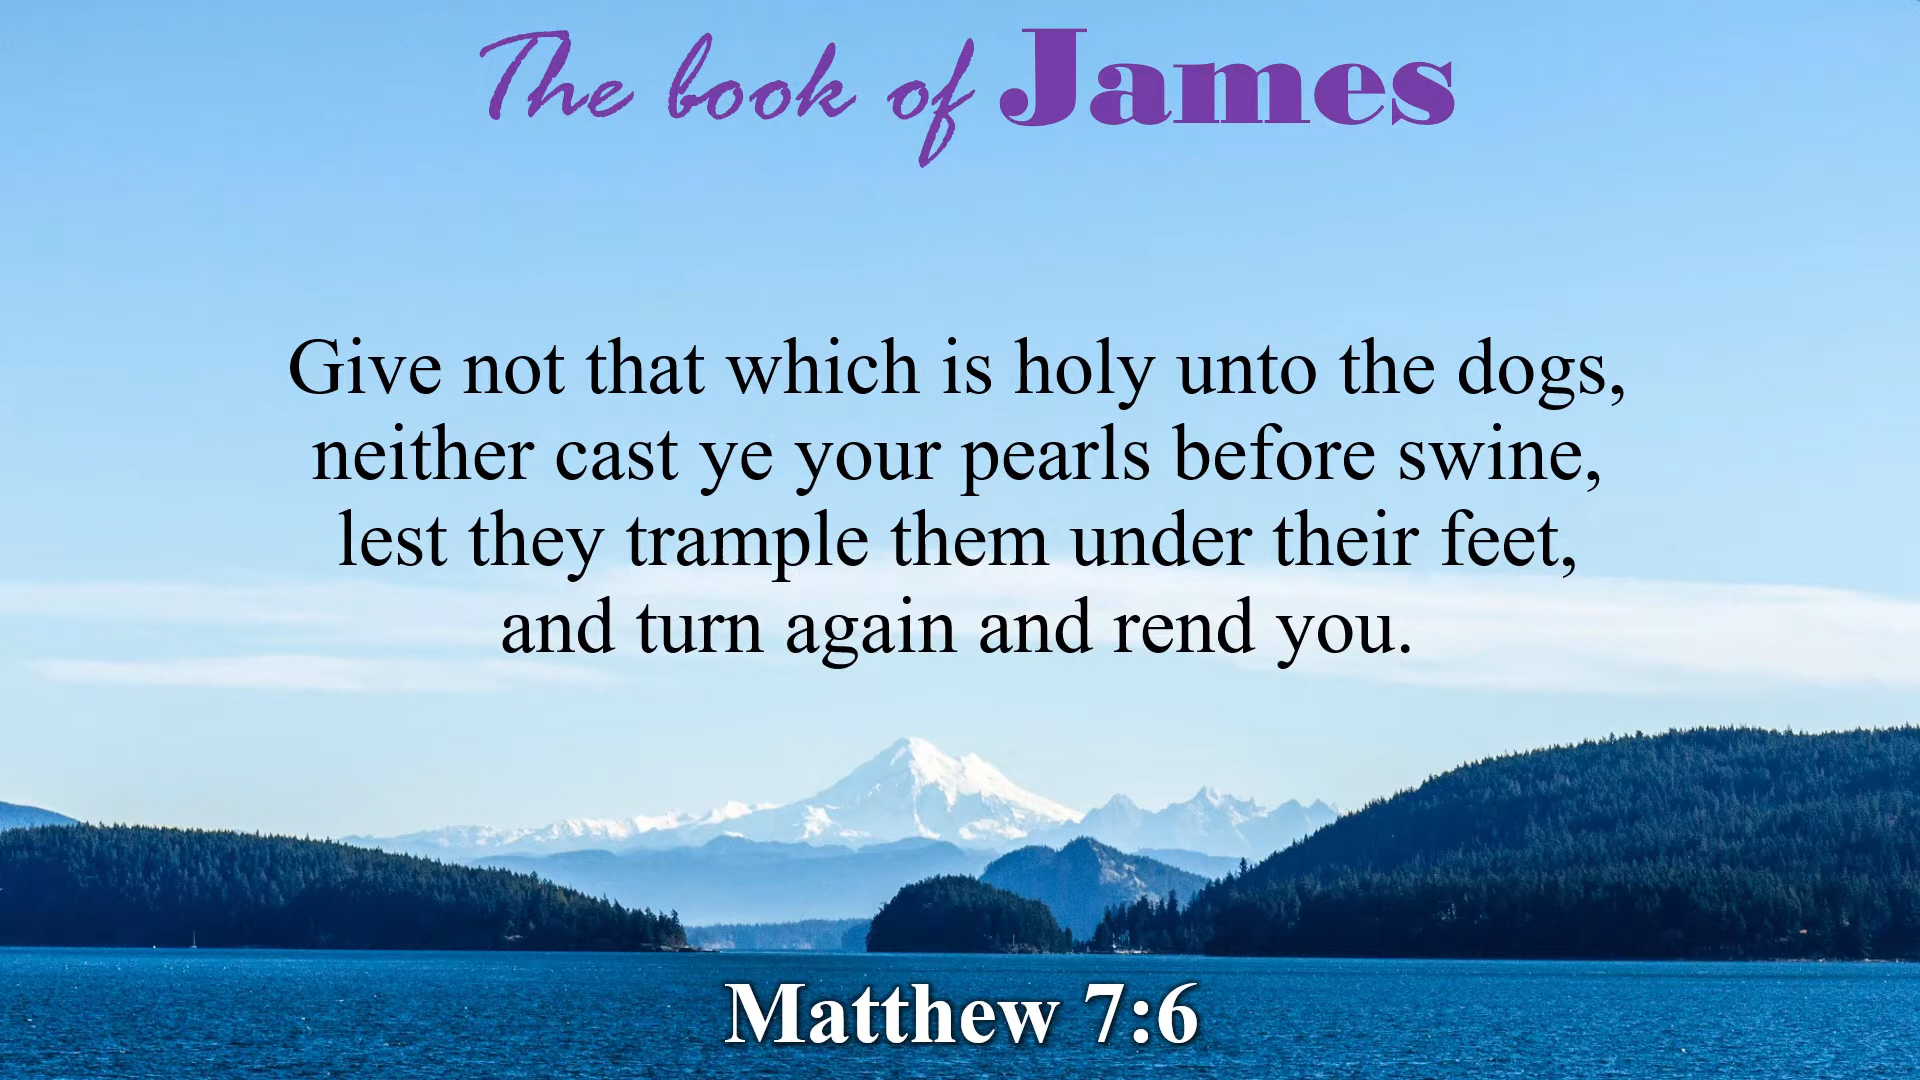 The book of James
Give not that which is holy unto the dogs,
neither cast ye your pearls before swine,
lest they trample them under their feet,
and turn again and rend you.
Matthew 7:6